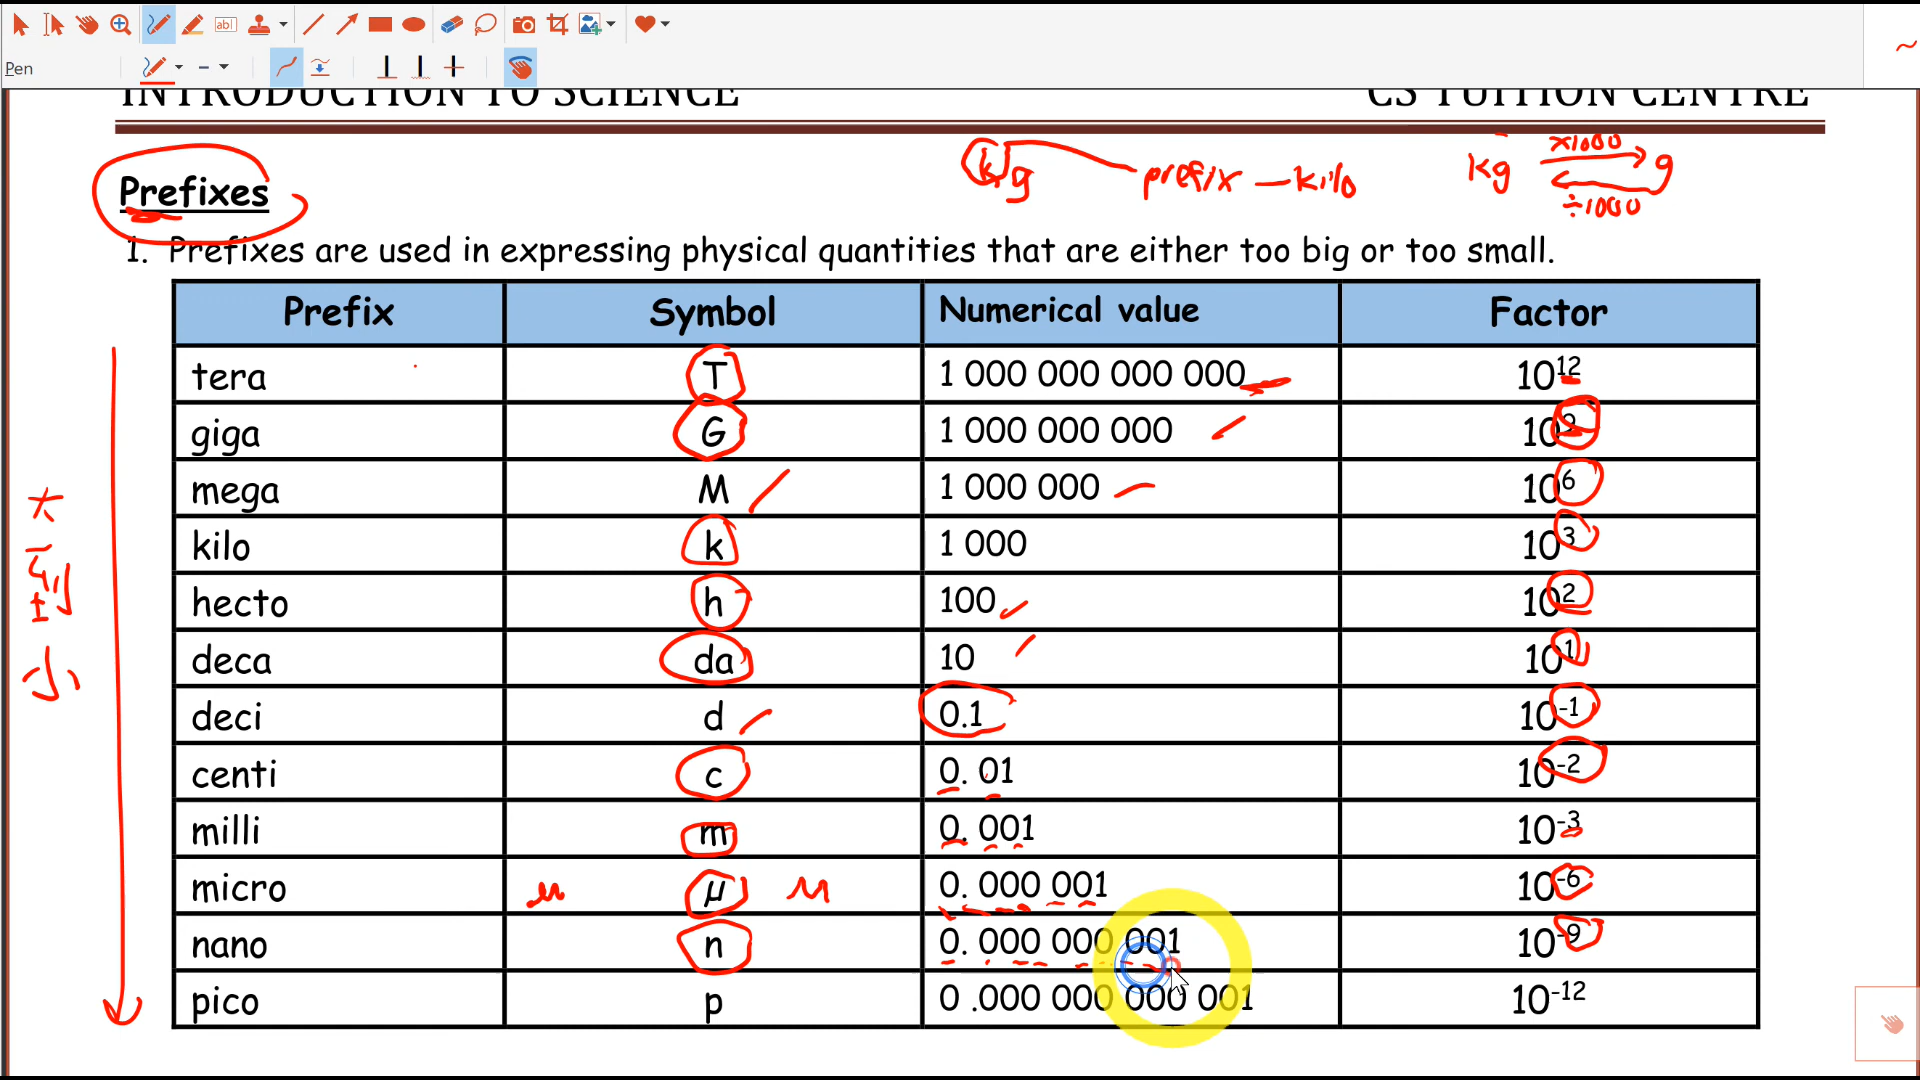 ab|
Pen
INTRODUCTION TO SCIENCE CS TUITION CENTRE
kg prefix — kilo kg ×1000 g
÷1000
Prefixes
1. Prefixes are used in expressing physical quantities that are either too big or too small.
Prefix Symbol Numerical value Factor
tera T 1 000 000 000 000 10¹²
giga G 1 000 000 000 10⁹
mega M 1 000 000 10⁶
kilo k 1 000 10³
hecto h 100 10²
deca da 10 10¹
deci d 0.1 10⁻¹
centi c 0. 01 10⁻²
milli m 0. 001 10⁻³
micro μ μ M 0. 000 001 10⁻⁶
nano n 0. 000 000 001 10⁻⁹
pico p 0 .000 000 000 001 10⁻¹²
大
到
小